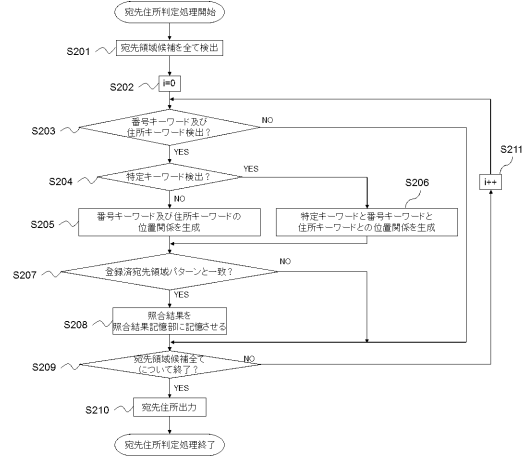 宛先住所判定処理開始
S201
宛先領域候補を全て検出
S202
i=0
S203
番号キーワード及び
住所キーワード検出?
NO
YES
S211
i++
S204
特定キーワード検出?
YES
NO
S205
番号キーワード及び住所キーワードの
位置関係を生成
S206
特定キーワードと番号キーワードと
住所キーワードとの位置関係を生成
S207
登録済宛先領域パターンと一致?
NO
YES
S208
照合結果を
照合結果記憶部に記憶させる
S209
宛先領域候補全て
について終了?
NO
YES
S210
宛先住所出力
宛先住所判定処理終了